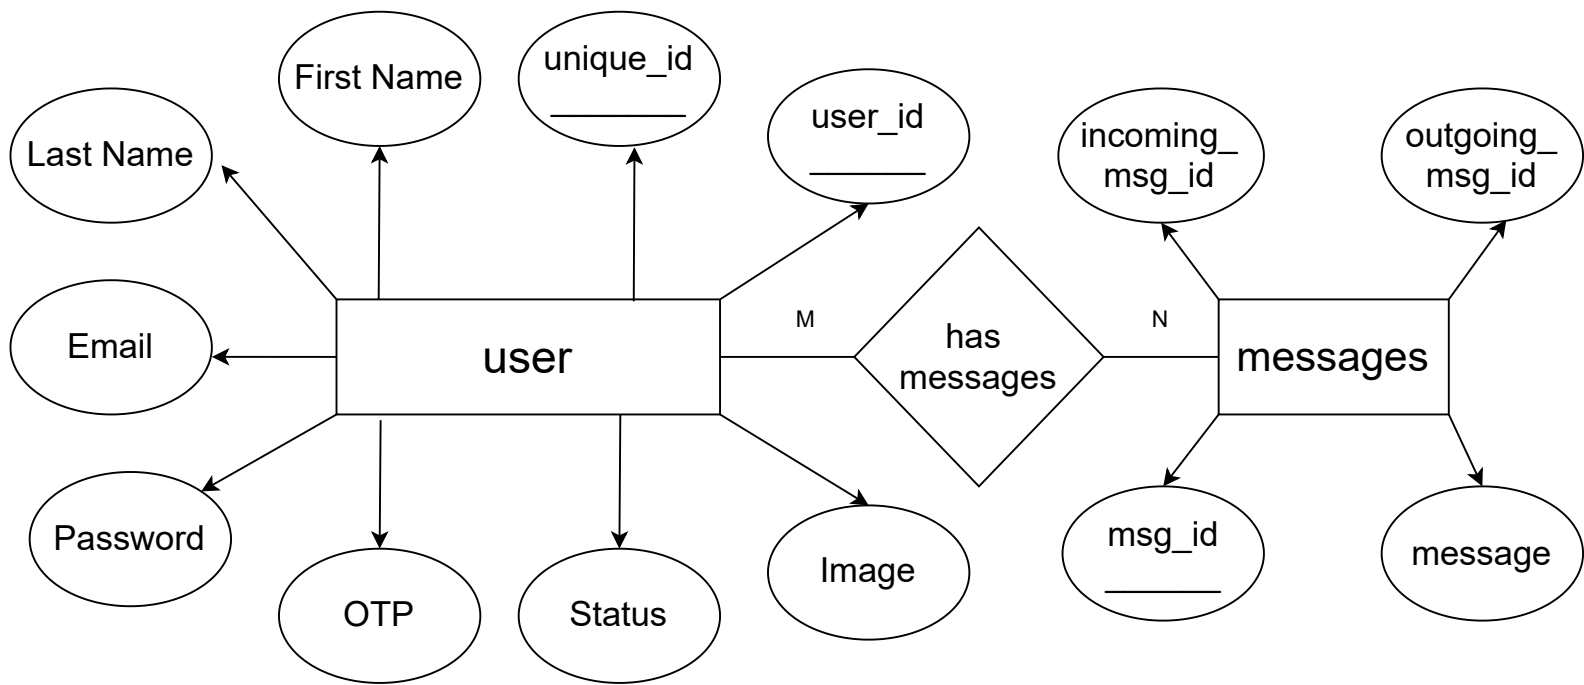 First Name
unique_id
user_id
Last Name
incoming_
msg_id
outgoing_
msg_id
Email
user
M
has
messages
N
messages
Password
OTP
Status
Image
msg_id
message